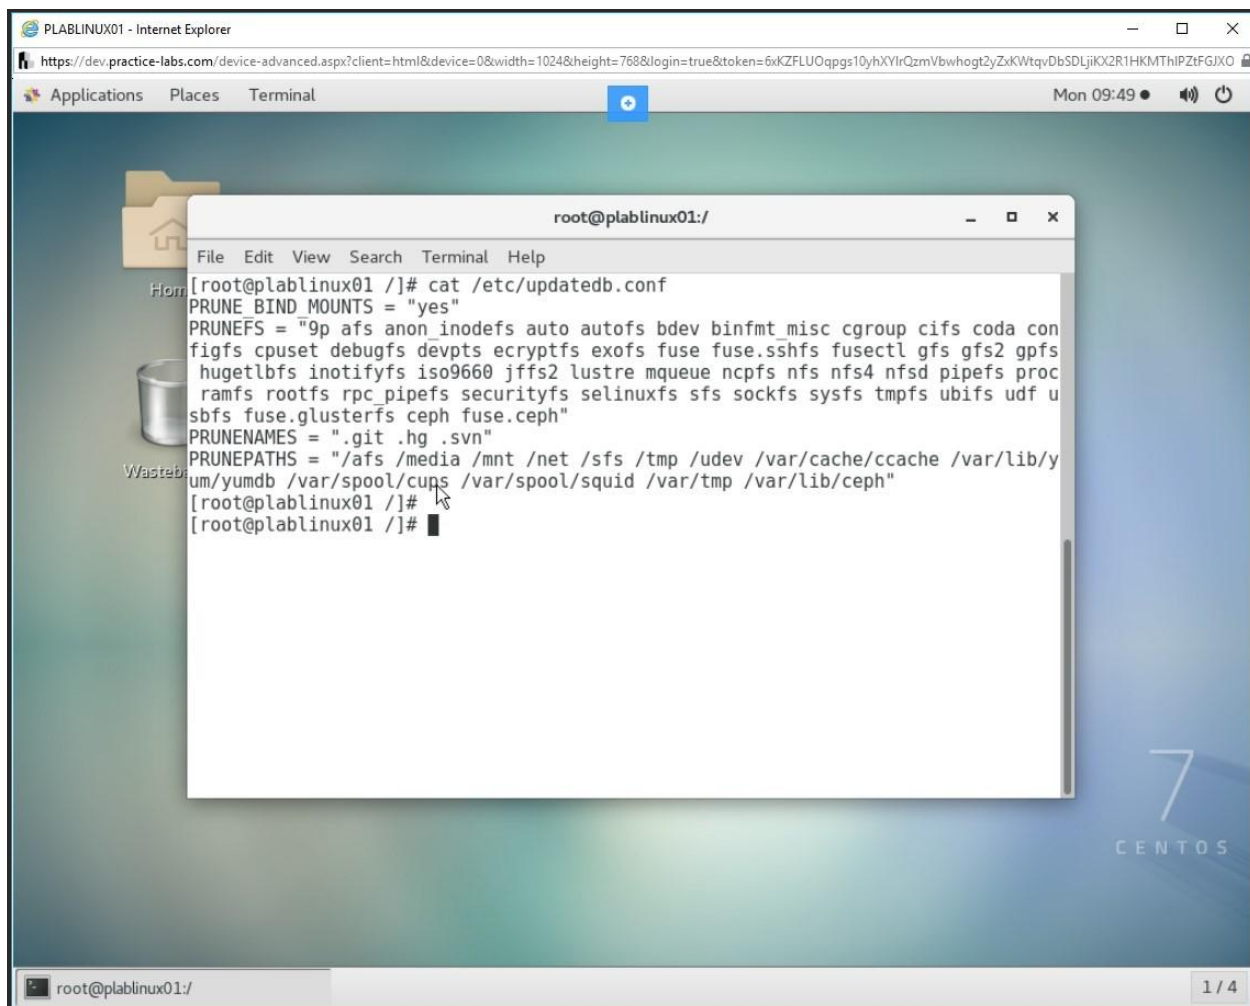 PLABLINUX01 - Internet Explorer
Applications Places Terminal
Mon 09:49
root@plablinux01:/
File Edit View Search Terminal Help
[root@plablinux01 /]# cat /etc/updatedb.conf
PRUNE_BIND_MOUNTS = "yes"
PRUNEFS = "9p afs anon_inodefs auto autofs bdev binfmt_misc cgroup cifs coda con
figfs cpuset debugfs devpts ecryptfs exofs fuse fuse.sshfs fusectl gfs gfs2 gpfs
hugetlbfs inotifyfs iso9660 jffs2 lustre mqueue ncpfs nfs nfs4 nfsd pipefs proc
ramfs rootfs rpc_pipefs securityfs selinuxfs sfs sockfs sysfs tmpfs ubifs udf u
sbfs fuse.glusterfs ceph fuse.ceph"
PRUNENAMES = ".git .hg .svn"
PRUNEPATHS = "/afs /media /mnt /net /sfs /tmp /udev /var/cache/ccache /var/lib/y
um/yumdb /var/spool/cups /var/spool/squid /var/tmp /var/lib/ceph"
[root@plablinux01 /]#
[root@plablinux01 /]#
Hom
Wasteb
7
CENTOS
root@plablinux01:/
1 / 4